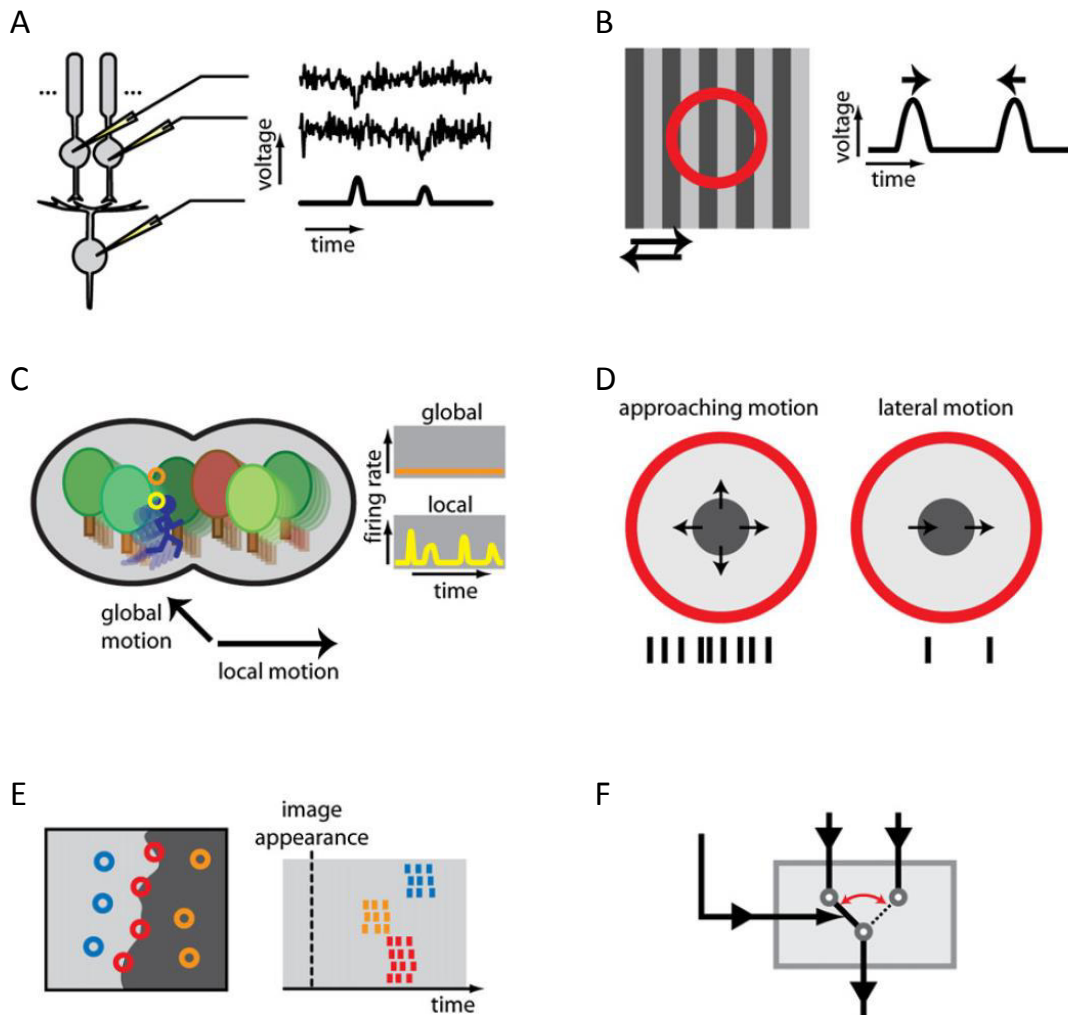 A
...
...
voltage
time
B
voltage
time
C
global
firing rate
local
time
global
motion
local motion
D
approaching motion
lateral motion
E
image
appearance
time
F